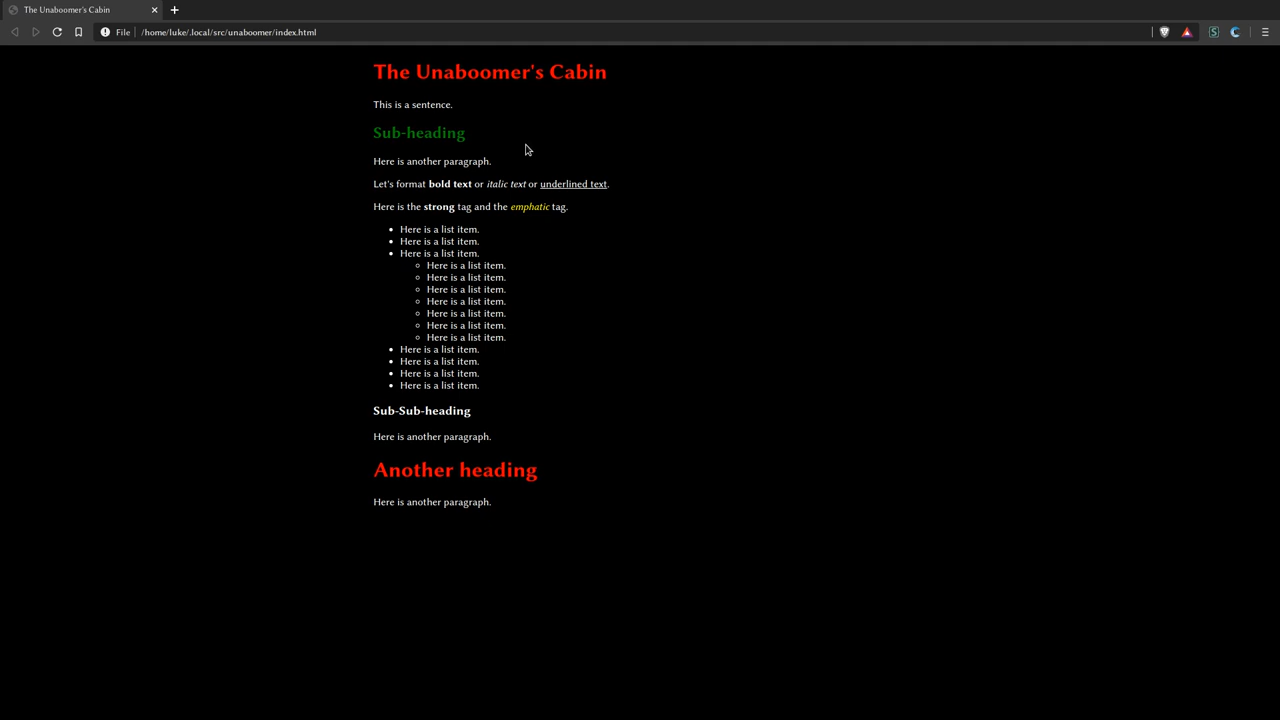 The Unaboomer's Cabin
File
/home/luke/.local/src/unaboomer/index.html
The Unaboomer's Cabin
This is a sentence.
Sub-heading
Here is another paragraph.
Let's format bold text or italic text or underlined text.
Here is the strong tag and the emphatic tag.
Here is a list item.
Here is a list item.
Here is a list item.
Here is a list item.
Here is a list item.
Here is a list item.
Here is a list item.
Here is a list item.
Here is a list item.
Here is a list item.
Here is a list item.
Here is a list item.
Here is a list item.
Here is a list item.
Sub-Sub-heading
Here is another paragraph.
Another heading
Here is another paragraph.